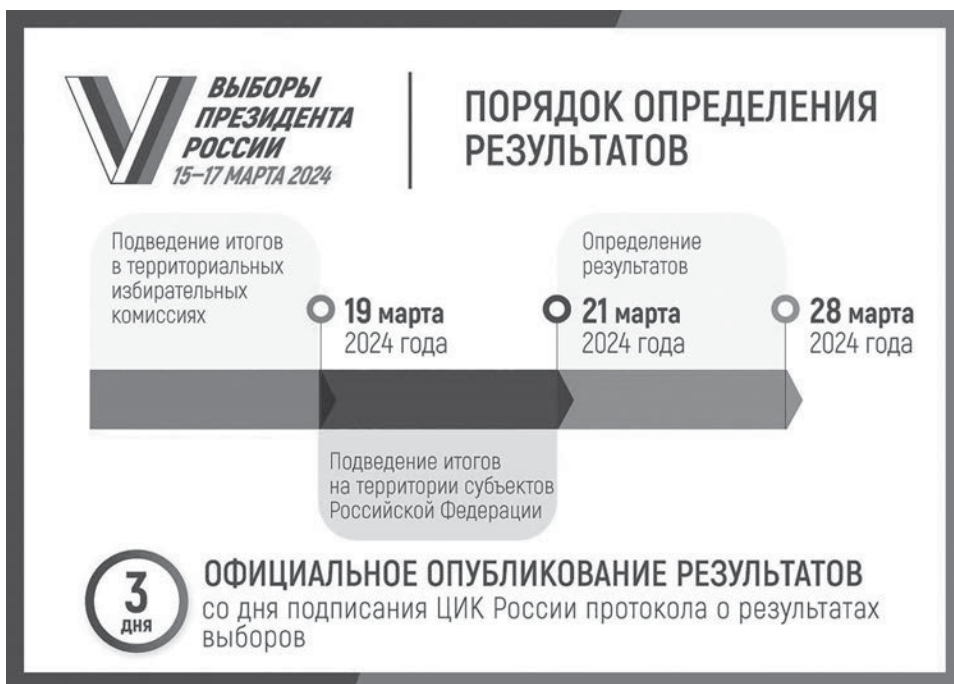 ВЫБОРЫ
ПРЕЗИДЕНТА
РОССИИ
15–17 МАРТА 2024
ПОРЯДОК ОПРЕДЕЛЕНИЯ
РЕЗУЛЬТАТОВ
Подведение итогов
в территориальных
избирательных
комиссиях
19 марта
2024 года
Определение
результатов
21 марта
2024 года
28 марта
2024 года
Подведение итогов
на территории субъектов
Российской Федерации
3
ДНЯ
ОФИЦИАЛЬНОЕ ОПУБЛИКОВАНИЕ РЕЗУЛЬТАТОВ
со дня подписания ЦИК России протокола о результатах
выборов